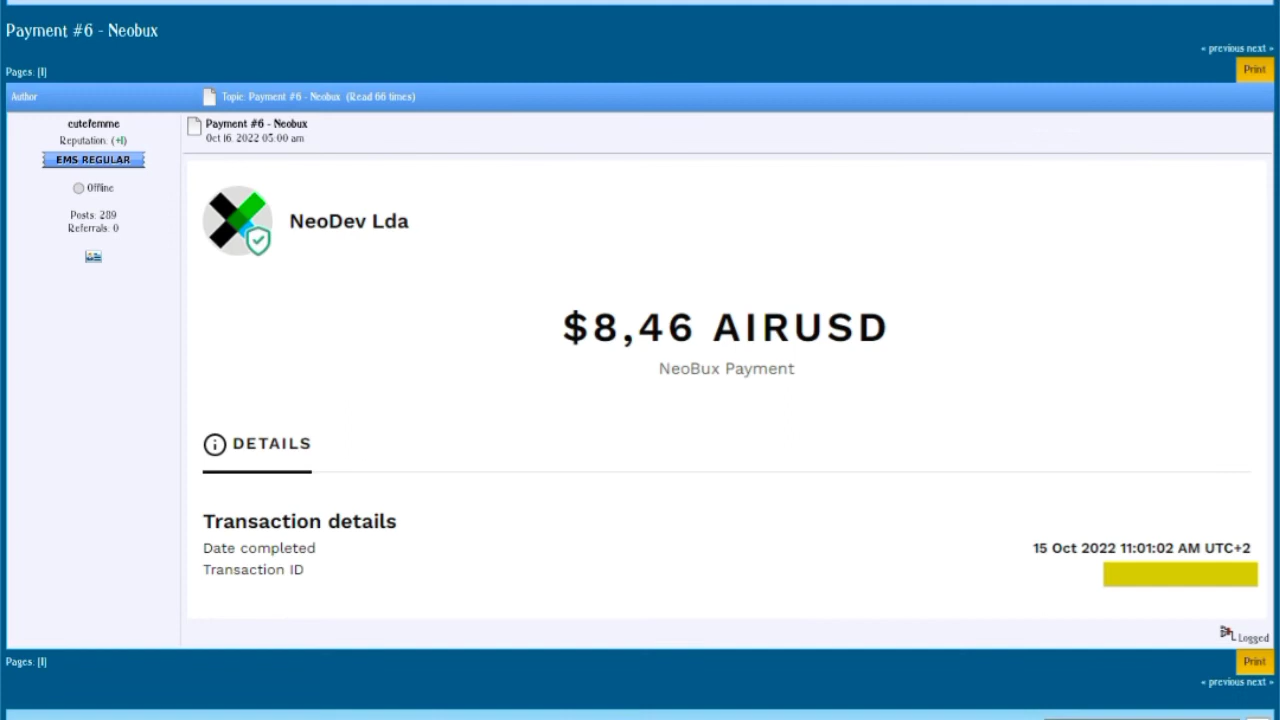 Payment #6 - Neobux
« previous next »
Pages: [1]
Print
Author
Topic: Payment #6 - Neobux (Read 66 times)
cutefemme
Reputation: (+1)
EMS REGULAR
Offline
Posts: 289
Referrals: 0
Payment #6 - Neobux
Oct 16, 2022 05:00 am
NeoDev Lda
$8,46 AIRUSD
NeoBux Payment
DETAILS
Transaction details
Date completed
15 Oct 2022 11:01:02 AM UTC+2
Transaction ID
Logged
Pages: [1]
Print
« previous next »